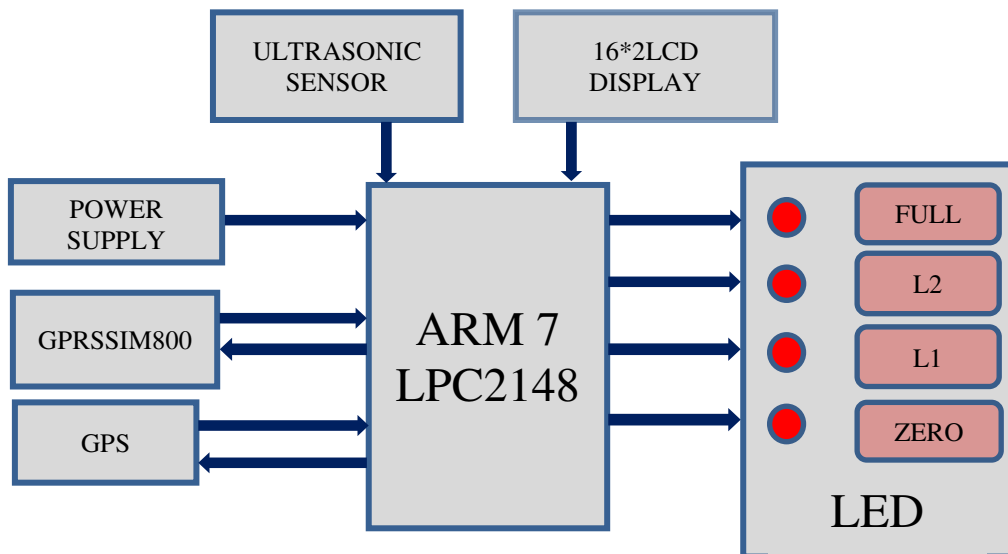 ULTRASONIC
SENSOR
16*2LCD
DISPLAY
POWER
SUPPLY
GPRSSIM800
GPS
ARM 7
LPC2148
FULL
L2
L1
ZERO
LED